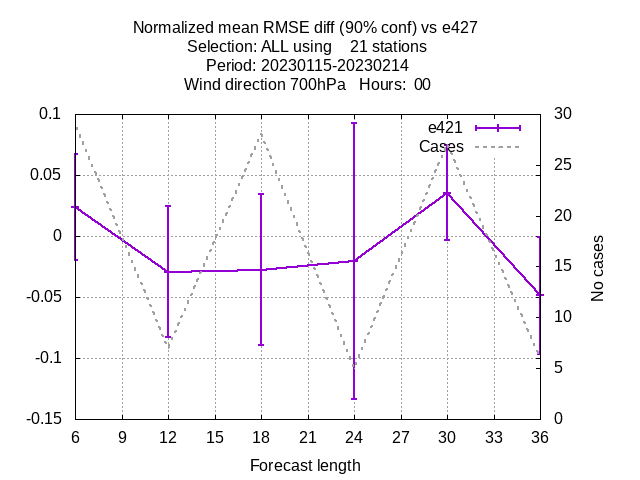 Normalized mean RMSE diff (90% conf) vs e427
Selection: ALL using    21 stations
Period: 20230115-20230214
Wind direction 700hPa   Hours:  00
e421
Cases
0.1
0.05
0
-0.05
-0.1
-0.15
30
25
20
15
10
5
0
No cases
6 9 12 15 18 21 24 27 30 33 36
Forecast length